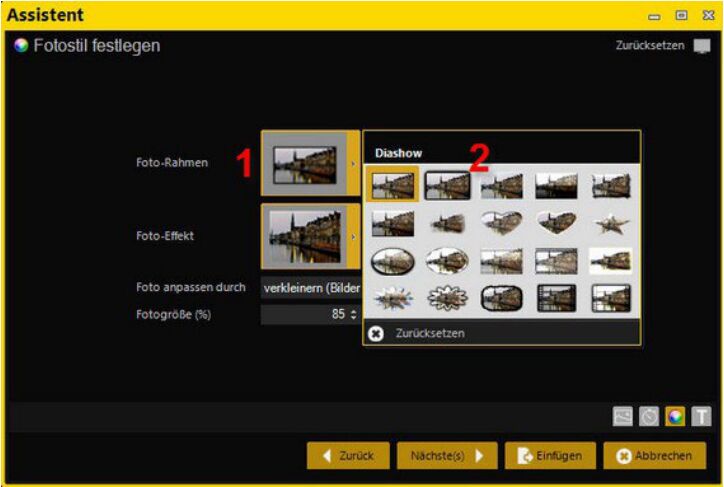 Assistent
Fotostil festlegen
Zurücksetzen
Foto-Rahmen
1
Diashow
2
Foto-Effekt
Foto anpassen durch
verkleinern (Bilder
Fotogröße (%)
85
Zurücksetzen
T
Zurück
Nächste(s)
Einfügen
Abbrechen